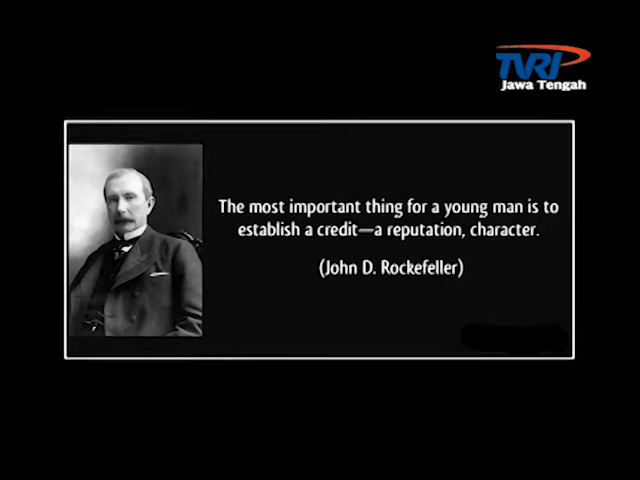 TVRI
Jawa Tengah
The most important thing for a young man is to
establish a credit—a reputation, character.
(John D. Rockefeller)